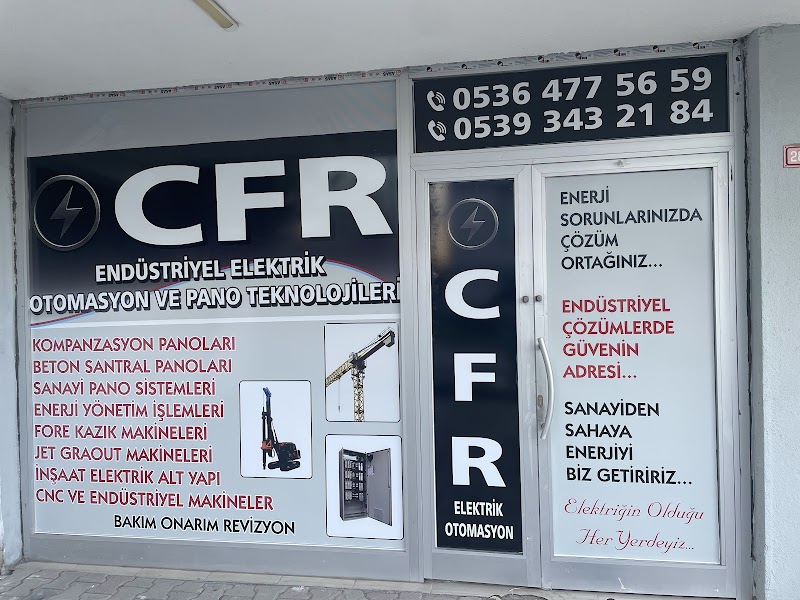 0536 477 56 59
0539 343 21 84
CFR
ENDÜSTRİYEL ELEKTRİK
OTOMASYON VE PANO TEKNOLOJİLERİ
KOMPANZASYON PANOLARI
BETON SANTRAL PANOLARI
SANAYİ PANO SİSTEMLERİ
ENERJİ YÖNETİM İŞLEMLERİ
FORE KAZIK MAKİNELERİ
JET GRAOUT MAKİNELERİ
İNŞAAT ELEKTRİK ALT YAPI
CNC VE ENDÜSTRİYEL MAKİNELER
BAKIM ONARIM REVİZYON
C
F
R
ELEKTRİK
OTOMASYON
ENERJİ
SORUNLARINIZDA
ÇÖZÜM
ORTAĞINIZ...
ENDÜSTRİYEL
ÇÖZÜMLERDE
GÜVENİN
ADRESİ...
SANAYİDEN
SAHAYA
ENERJİYİ
BİZ GETİRİRİZ...
Elektriğin Olduğu
Her Yerdeyiz...